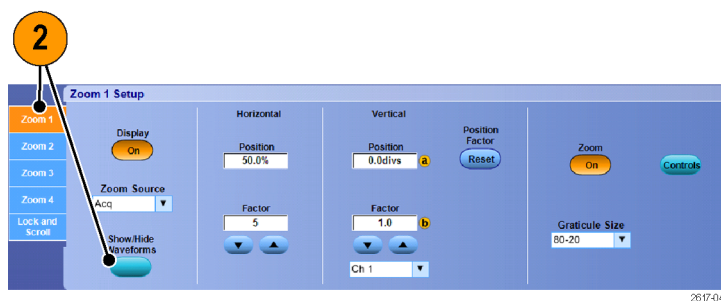 2
Zoom 1 Setup
Zoom 1
Zoom 2
Zoom 3
Zoom 4
Lock and
Scroll
Display
On
Zoom Source
Acq
Show/Hide
Waveforms
Horizontal
Position
50.0%
Factor
5
Vertical
Position
0.0divs
a
Factor
1.0
b
Ch 1
Position
Factor
Reset
Zoom
On
Graticule Size
80-20
Controls
2617-04